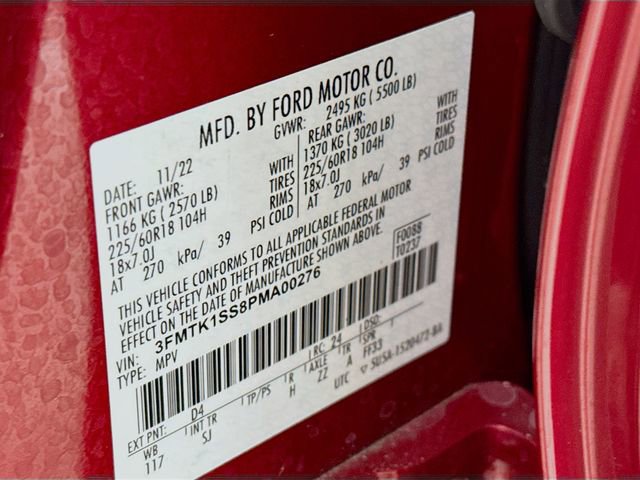 MFD. BY FORD MOTOR CO.
DATE: 11/22 GVWR: 2495 KG ( 5500 LB)
FRONT GAWR: WITH REAR GAWR: WITH
1166 KG ( 2570 LB) TIRES 1370 KG ( 3020 LB) TIRES
225/60R18 104H RIMS 225/60R18 104H RIMS
18x7.0J PSI COLD 18x7.0J PSI COLD
AT 270 kPa/ 39 AT 270 kPa/ 39
THIS VEHICLE CONFORMS TO ALL APPLICABLE FEDERAL MOTOR
VEHICLE SAFETY AND THEFT PREVENTION STANDARDS IN
EFFECT ON THE DATE OF MANUFACTURE SHOWN ABOVE.
VIN: 3FMTK1SS8PMA00276 F0088
TYPE: MPV T0237
EXT PNT: D4 RC: 24 DSO:
WB INT TR TP/PS R AXLE TR SPR
117 SJ H ZZ A FF33
UTC ▽ SU5A-1520472-BA